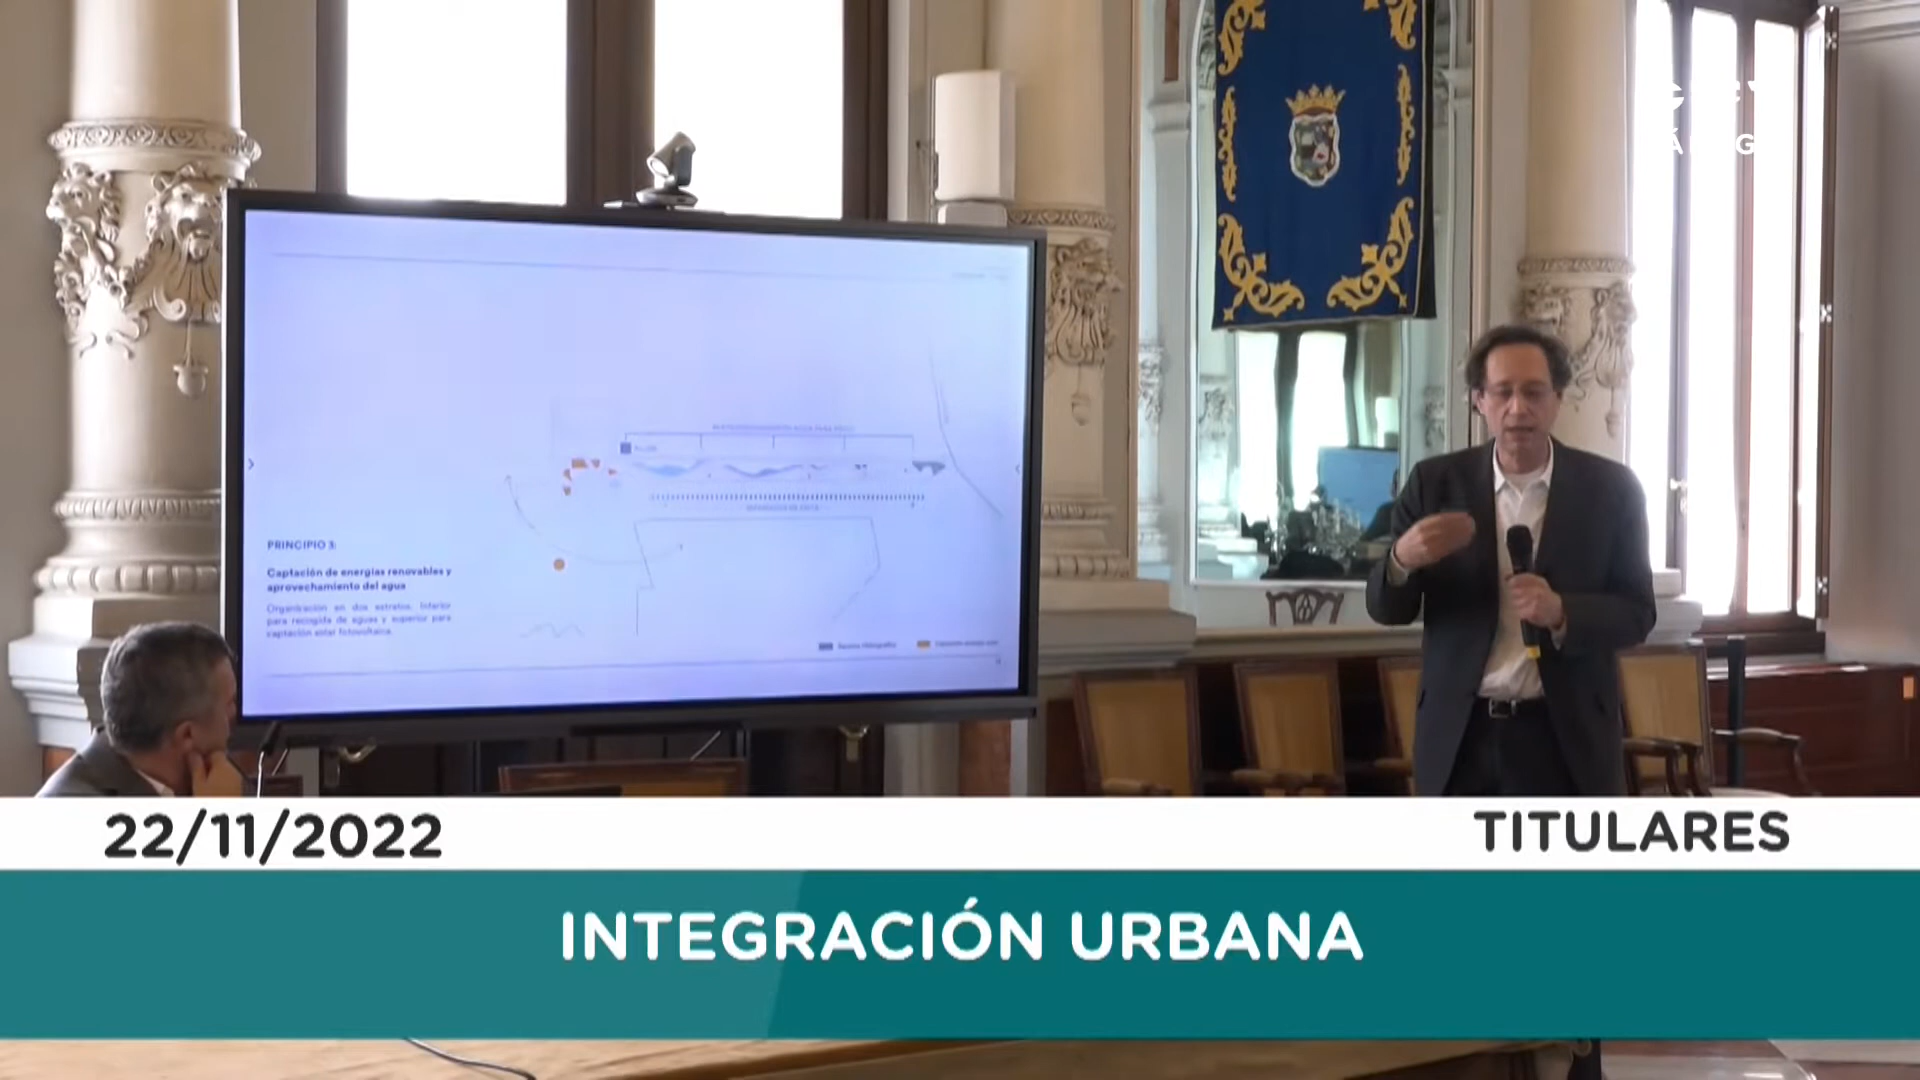 PRINCIPIO 3:
Captación de energías renovables y
aprovechamiento del agua
Organización en dos estratos. Inferior
para recogida de aguas y superior para
captación solar fotovoltaica.
22/11/2022
TITULARES
INTEGRACIÓN URBANA